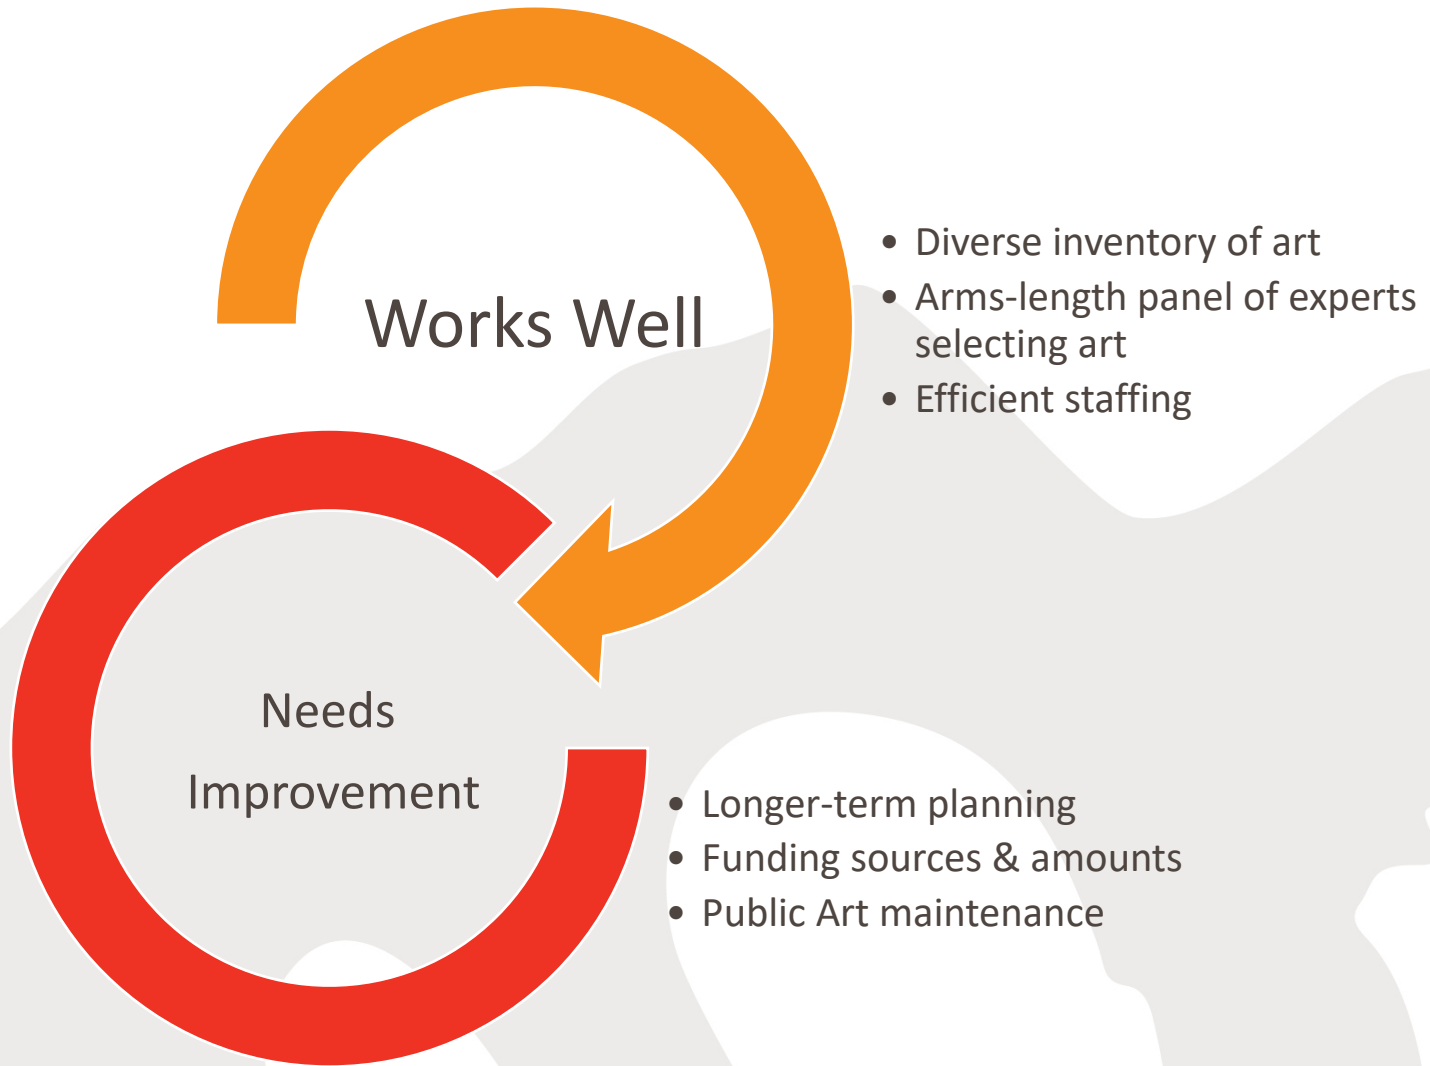 Works Well
• Diverse inventory of art
• Arms-length panel of experts
selecting art
• Efficient staffing
Needs
Improvement
• Longer-term planning
• Funding sources & amounts
• Public Art maintenance